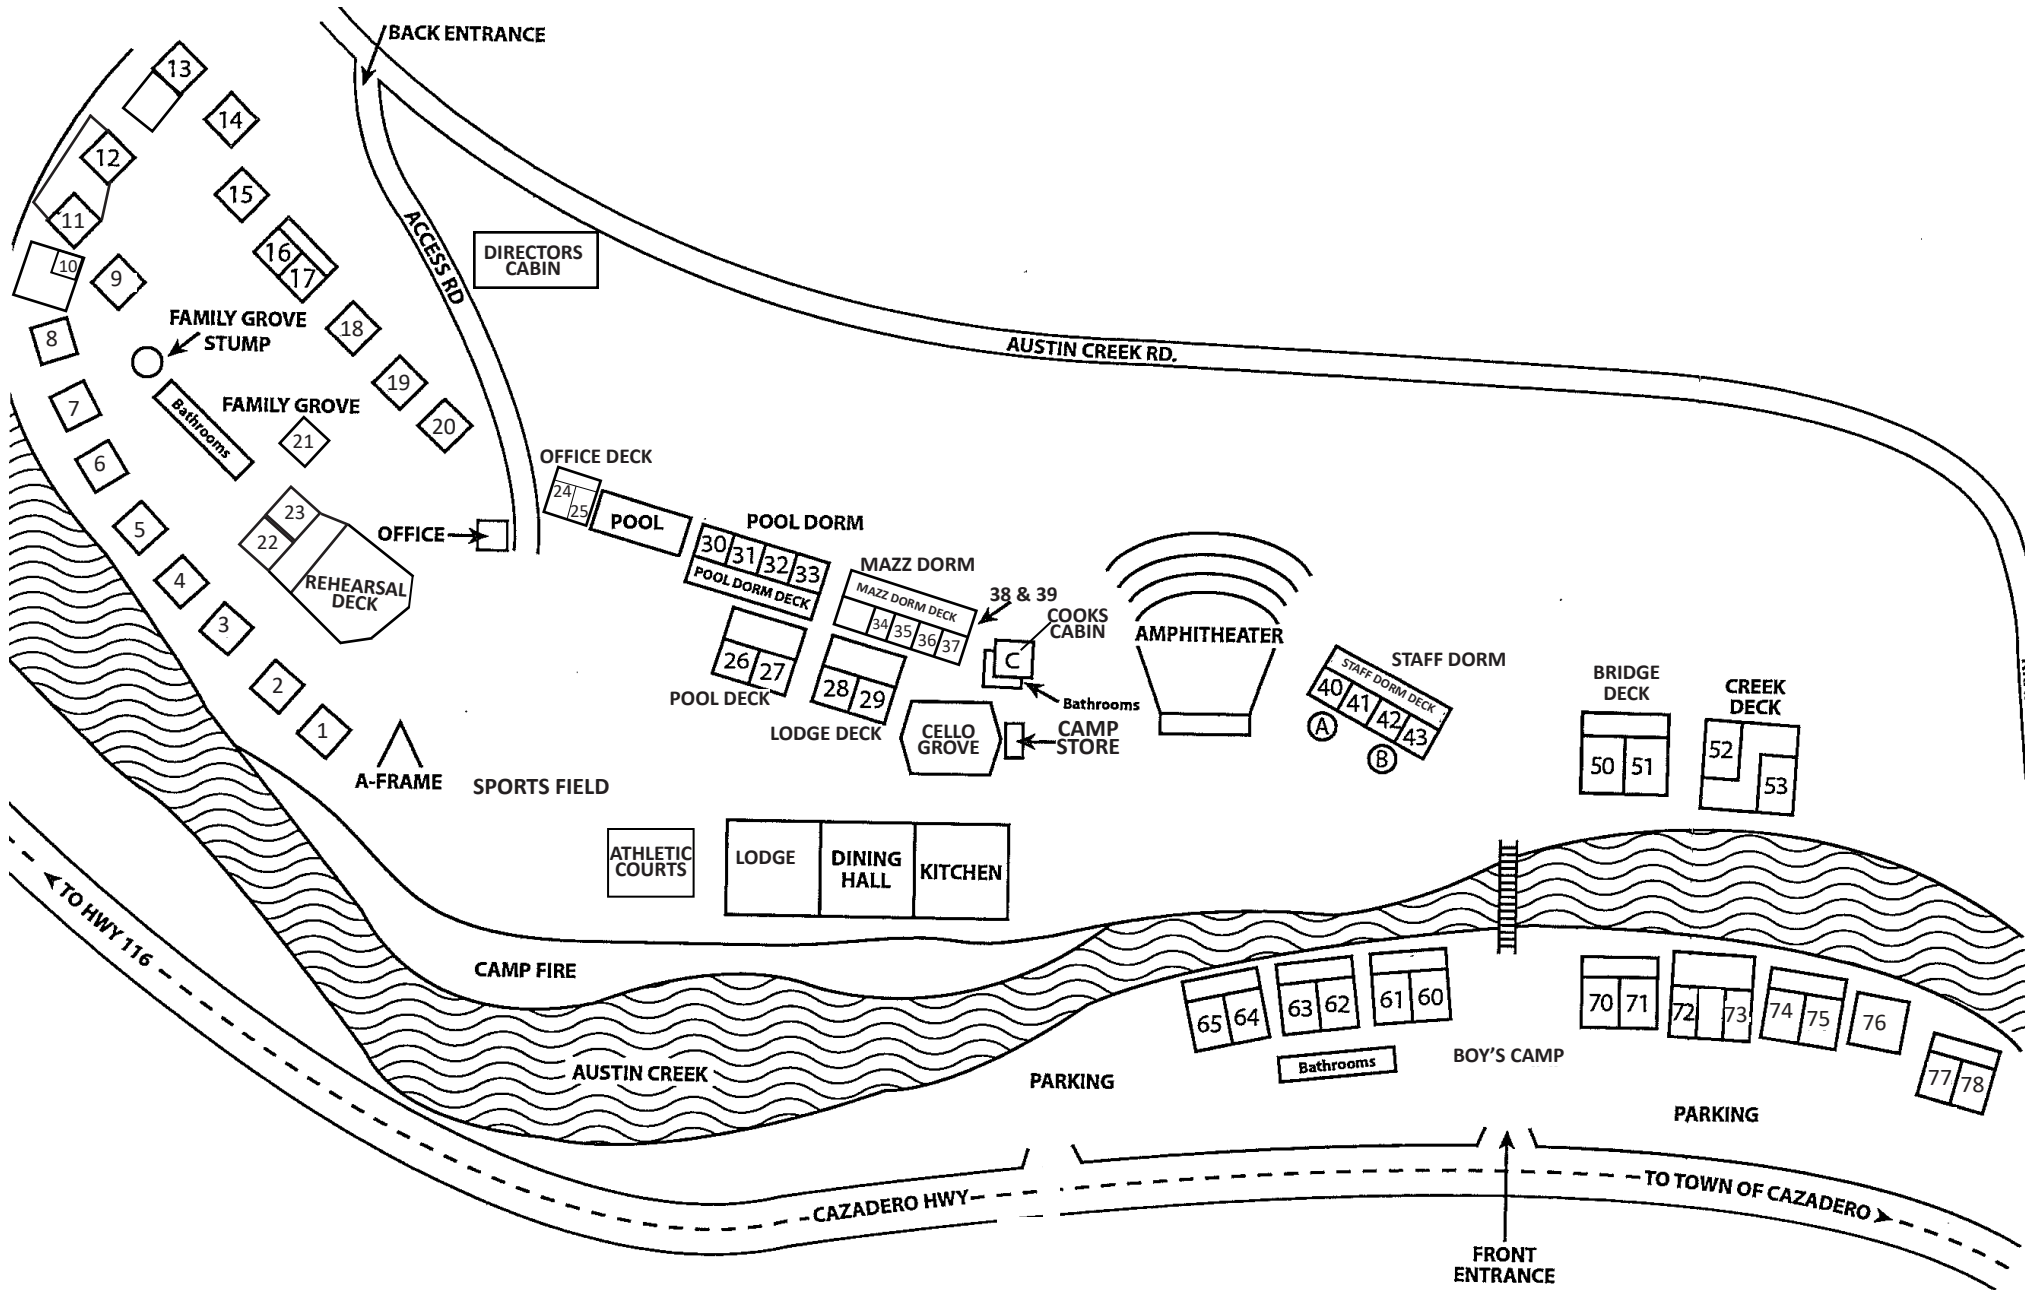 BACK ENTRANCE
13
14
12
15
11
16
17
10
9
ACCESS RD
DIRECTORS
CABIN
FAMILY GROVE
STUMP
8
18
AUSTIN CREEK RD.
7
Bathrooms
FAMILY GROVE
19
20
21
6
5
23
22
REHEARSAL
DECK
4
3
2
1
A-FRAME
SPORTS FIELD
OFFICE
OFFICE DECK
24
25
POOL
POOL DORM
30
31
32
33
POOL DORM DECK
MAZZ DORM
MAZZ DORM DECK
34
35
36
37
38 & 39
COOKS
CABIN
C
Bathrooms
26
27
POOL DECK
28
29
LODGE DECK
CELLO
GROVE
CAMP
STORE
AMPHITHEATER
STAFF DORM
STAFF DORM DECK
40
41
42
43
A
B
BRIDGE
DECK
50
51
CREEK
DECK
52
53
ATHLETIC
COURTS
LODGE
DINING
HALL
KITCHEN
CAMP FIRE
AUSTIN CREEK
65
64
63
62
61
60
Bathrooms
BOY'S CAMP
70
71
72
73
74
75
76
77
78
PARKING
PARKING
TO HWY 116
CAZADERO HWY
TO TOWN OF CAZADERO
FRONT
ENTRANCE